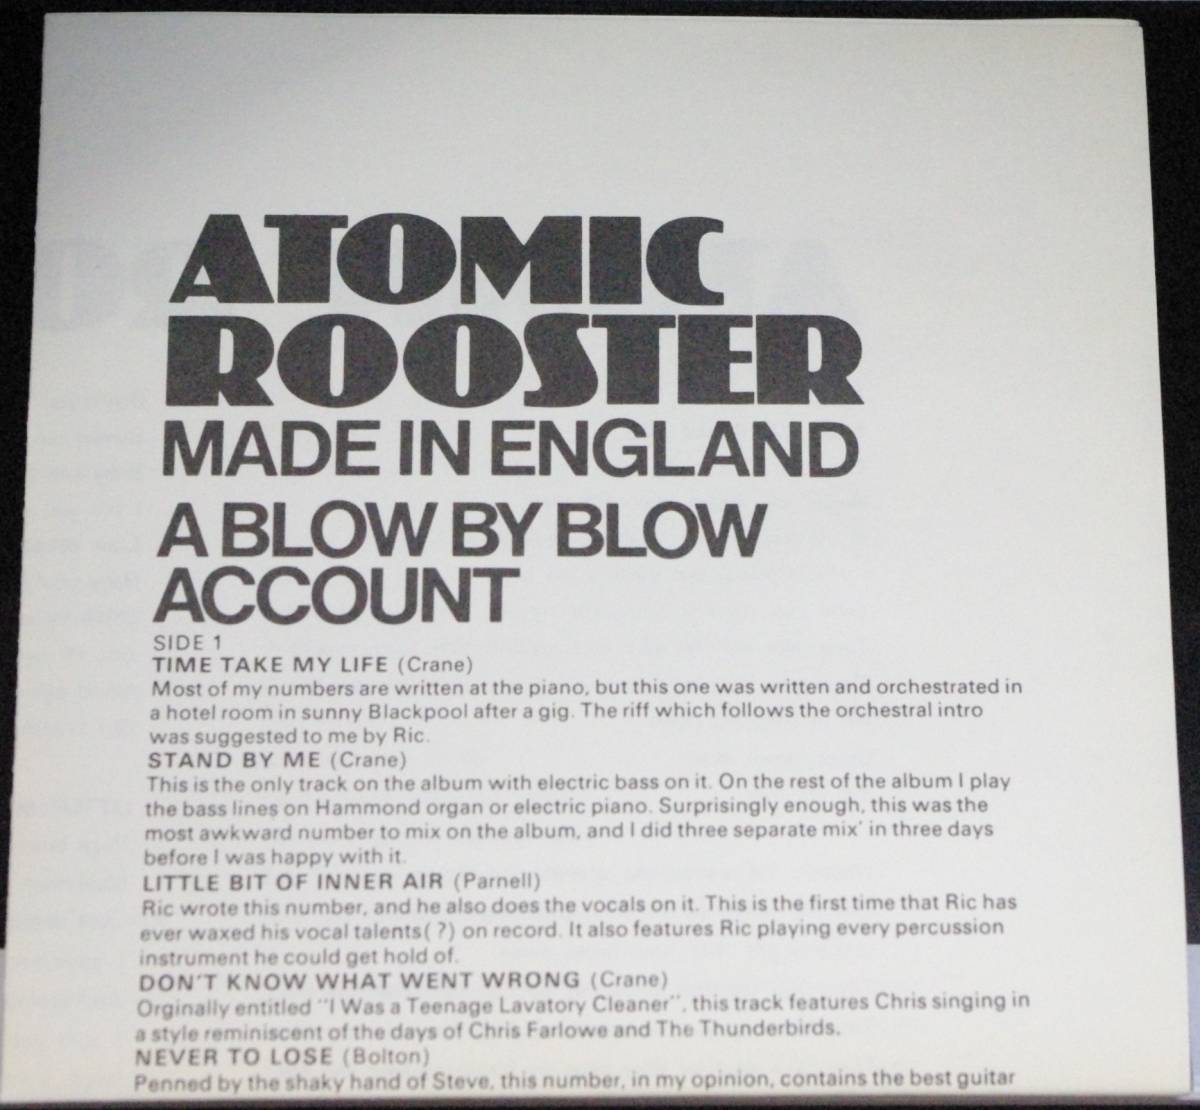 ATOMIC
ROOSTER
MADE IN ENGLAND
A BLOW BY BLOW
ACCOUNT
SIDE 1
TIME TAKE MY LIFE (Crane)
Most of my numbers are written at the piano, but this one was written and orchestrated in
a hotel room in sunny Blackpool after a gig. The riff which follows the orchestral intro
was suggested to me by Ric.
STAND BY ME (Crane)
This is the only track on the album with electric bass on it. On the rest of the album I play
the bass lines on Hammond organ or electric piano. Surprisingly enough, this was the
most awkward number to mix on the album, and I did three separate mix' in three days
before I was happy with it.
LITTLE BIT OF INNER AIR (Parnell)
Ric wrote this number, and he also does the vocals on it. This is the first time that Ric has
ever waxed his vocal talents(?) on record. It also features Ric playing every percussion
instrument he could get hold of.
DON'T KNOW WHAT WENT WRONG (Crane)
Orginally entitled "I Was a Teenage Lavatory Cleaner", this track features Chris singing in
a style reminiscent of the days of Chris Farlowe and The Thunderbirds.
NEVER TO LOSE (Bolton)
Penned by the shaky hand of Steve, this number, in my opinion, contains the best guitar